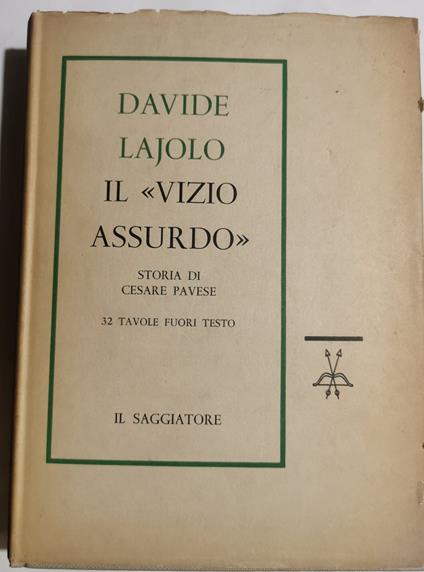 DAVIDE
LAJOLO
IL «VIZIO
ASSURDO»
STORIA DI
CESARE PAVESE
32 TAVOLE FUORI TESTO
IL SAGGIATORE